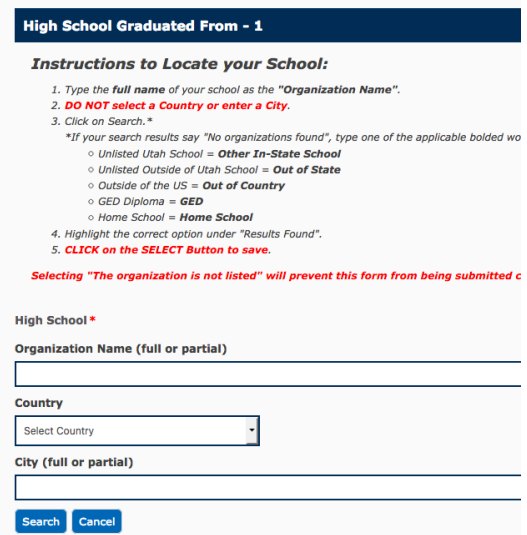 High School Graduated From - 1
Instructions to Locate your School:
1. Type the full name of your school as the "Organization Name".
2. DO NOT select a Country or enter a City.
3. Click on Search.*
*If your search results say "No organizations found", type one of the applicable bolded wo
○ Unlisted Utah School = Other In-State School
○ Unlisted Outside of Utah School = Out of State
○ Outside of the US = Out of Country
○ GED Diploma = GED
○ Home School = Home School
4. Highlight the correct option under "Results Found".
5. CLICK on the SELECT Button to save.
Selecting "The organization is not listed" will prevent this form from being submitted c
High School *
Organization Name (full or partial)
Country
Select Country
City (full or partial)
Search Cancel